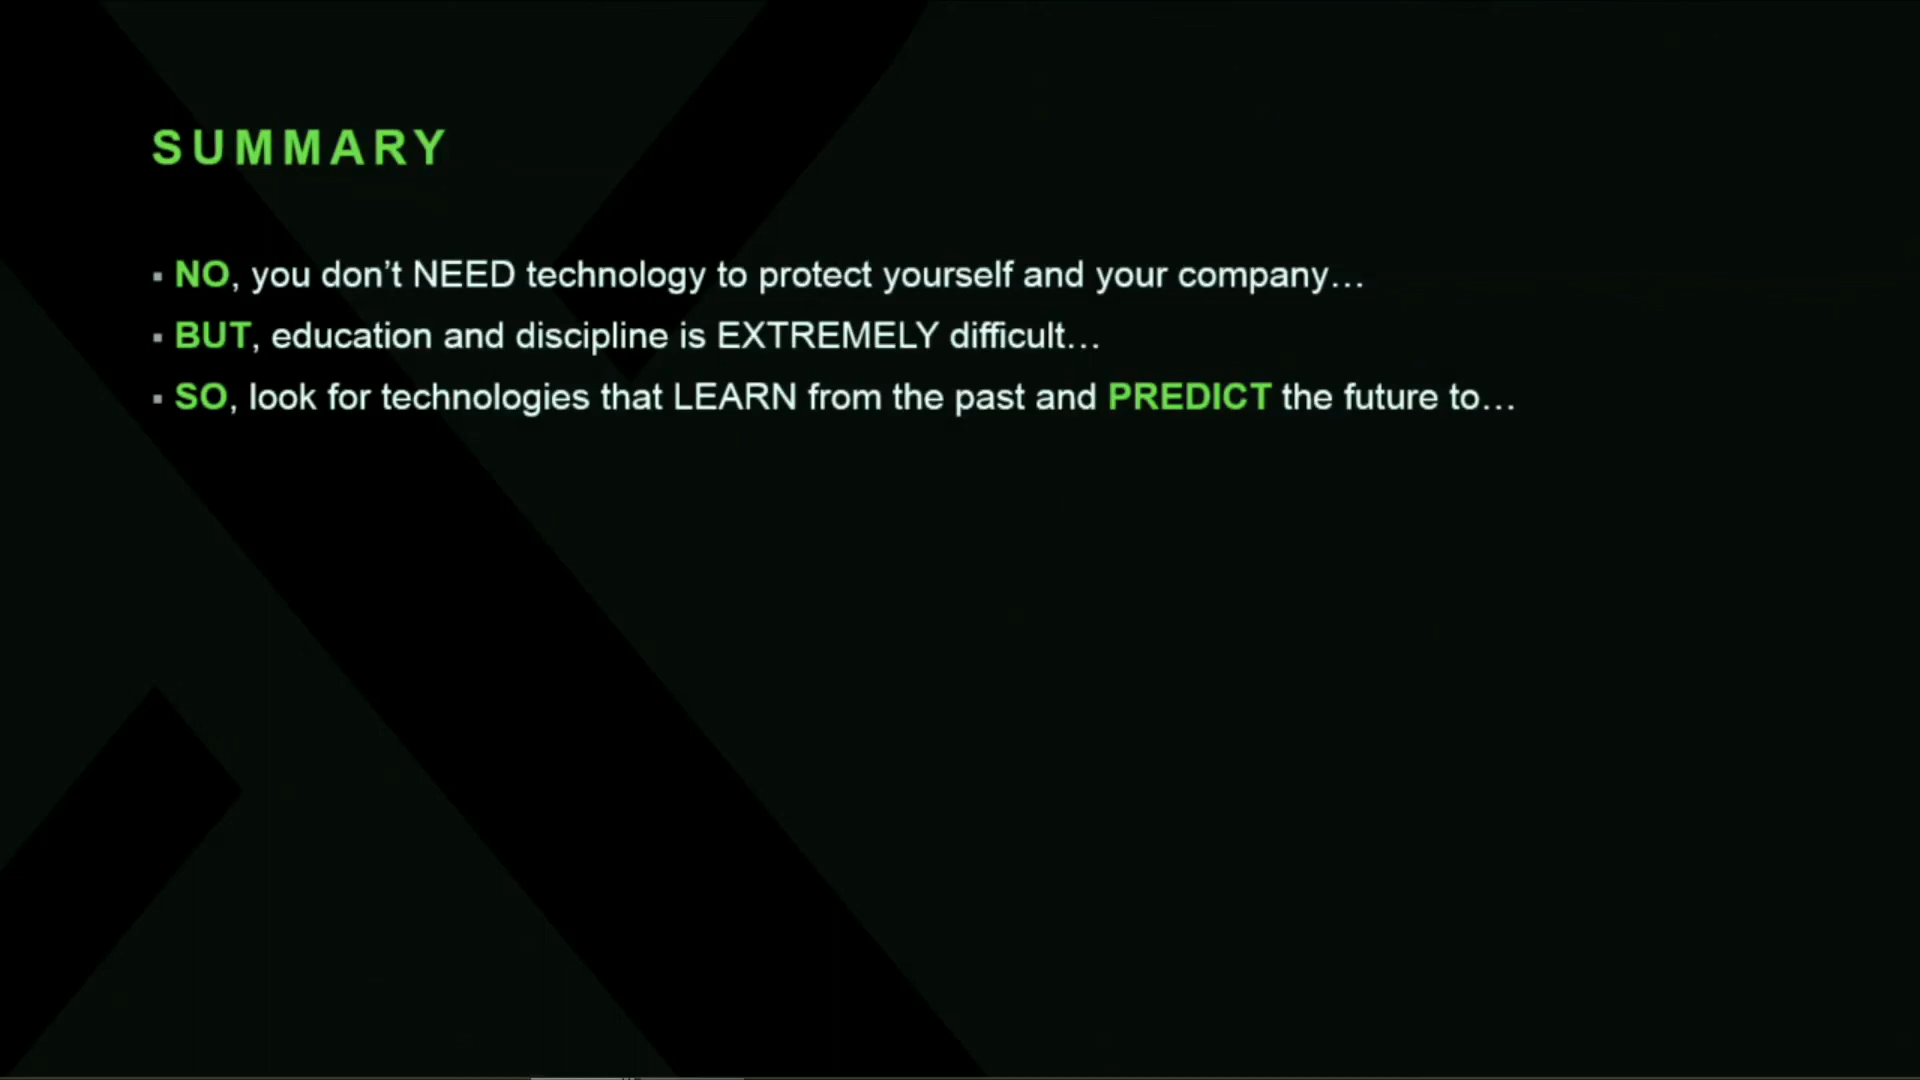 SUMMARY
▪ NO, you don’t NEED technology to protect yourself and your company…
▪ BUT, education and discipline is EXTREMELY difficult…
▪ SO, look for technologies that LEARN from the past and PREDICT the future to…